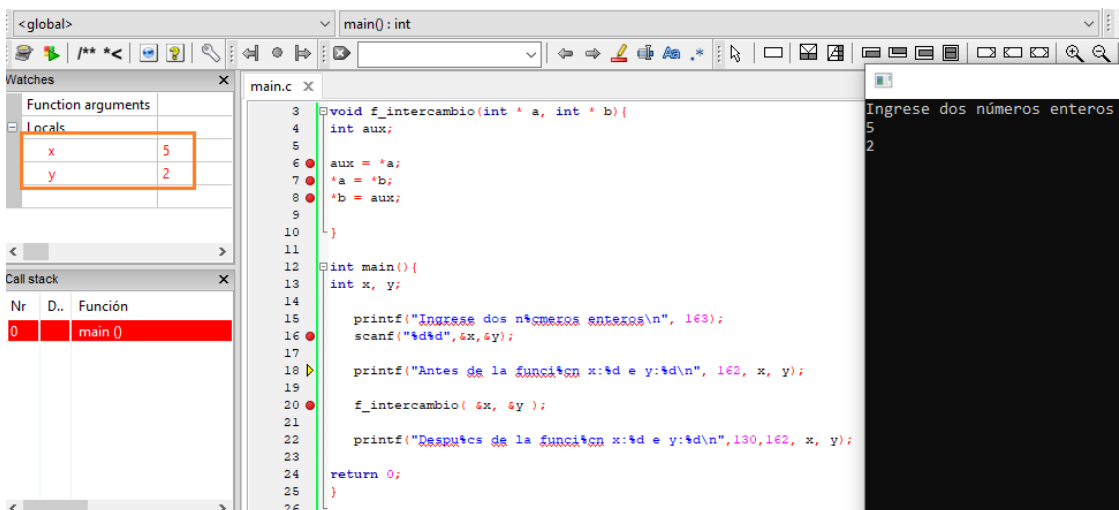 <global>
main() : int
/** *<
.*
Watches
x
Function arguments
Locals
x 5
y 2
Call stack
x
Nr D.. Función
0 main ()
main.c X
3 void f_intercambio(int * a, int * b){
4 int aux;
5
6 aux = *a;
7 *a = *b;
8 *b = aux;
9
10 }
11
12 int main(){
13 int x, y;
14
15 printf("Ingrese dos n%cmeros enteros\n", 163);
16 scanf("%d%d",&x,&y);
17
18 printf("Antes de la funci%cn x:%d e y:%d\n", 162, x, y);
19
20 f_intercambio( &x, &y );
21
22 printf("Despu%cs de la funci%cn x:%d e y:%d\n",130,162, x, y);
23
24 return 0;
25 }
26
Ingrese dos números enteros
5
2